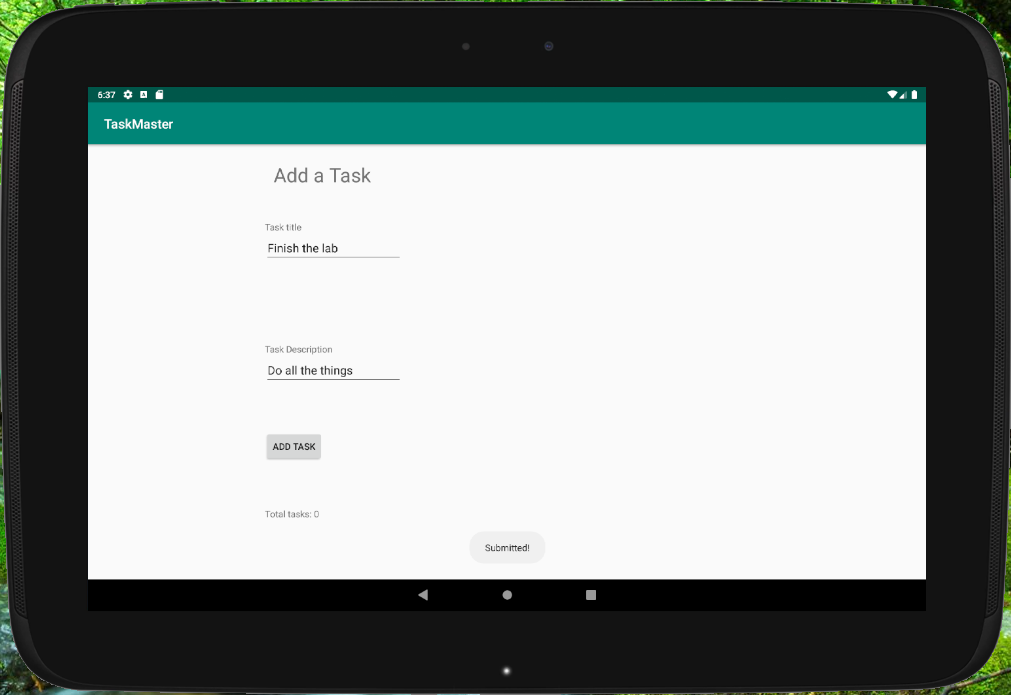 6:37
TaskMaster
Add a Task
Task title
Finish the lab
Task Description
Do all the things
ADD TASK
Total tasks: 0
Submitted!